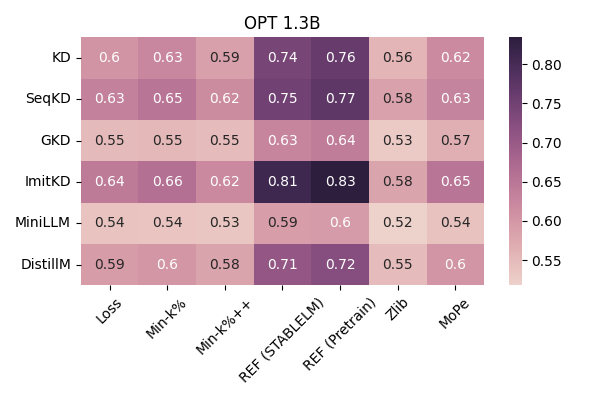 OPT 1.3B
KD 0.6 0.63 0.59 0.74 0.76 0.56 0.62
SeqKD 0.63 0.65 0.62 0.75 0.77 0.58 0.63
GKD 0.55 0.55 0.55 0.63 0.64 0.53 0.57
ImitKD 0.64 0.66 0.62 0.81 0.83 0.58 0.65
MiniLLM 0.54 0.54 0.53 0.59 0.6 0.52 0.54
DistillM 0.59 0.6 0.58 0.71 0.72 0.55 0.6
Loss
Min-k%
Min-k%++
REF (STABLELM)
REF (Pretrain)
Zlib
MoPe
0.80
0.75
0.70
0.65
0.60
0.55